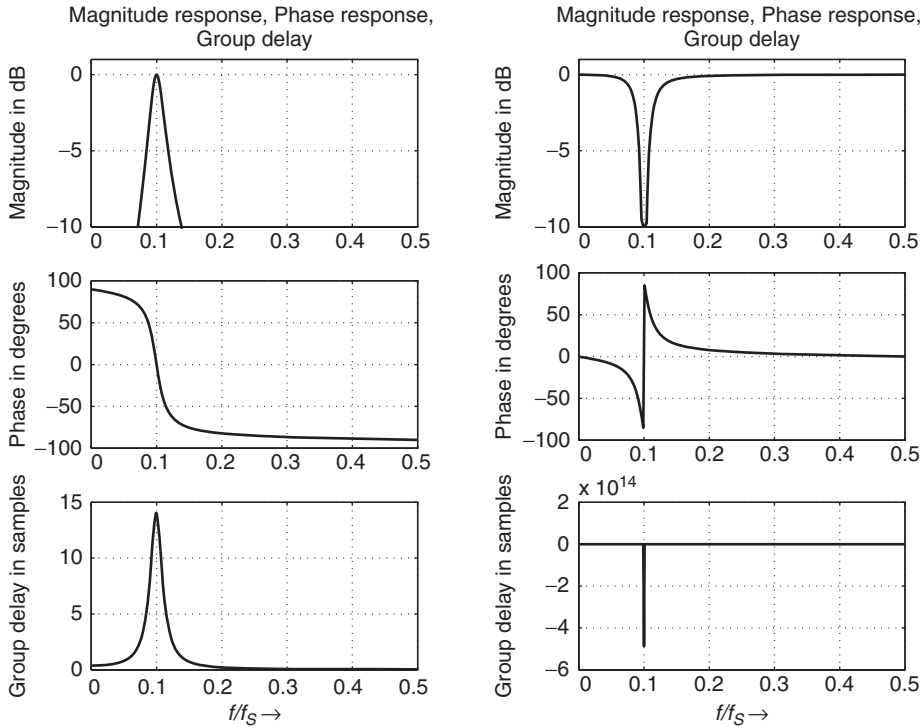 Magnitude response, Phase response,
Group delay
Magnitude in dB
0
−5
−10
0 0.1 0.2 0.3 0.4 0.5
Phase in degrees
100
50
0
−50
−100
0 0.1 0.2 0.3 0.4 0.5
Group delay in samples
15
10
5
0
0 0.1 0.2 0.3 0.4 0.5
f/fS →
Magnitude response, Phase response,
Group delay
Magnitude in dB
0
−5
−10
0 0.1 0.2 0.3 0.4 0.5
Phase in degrees
100
50
0
−50
−100
0 0.1 0.2 0.3 0.4 0.5
x 10^14
Group delay in samples
2
0
−2
−4
−6
0 0.1 0.2 0.3 0.4 0.5
f/fS →